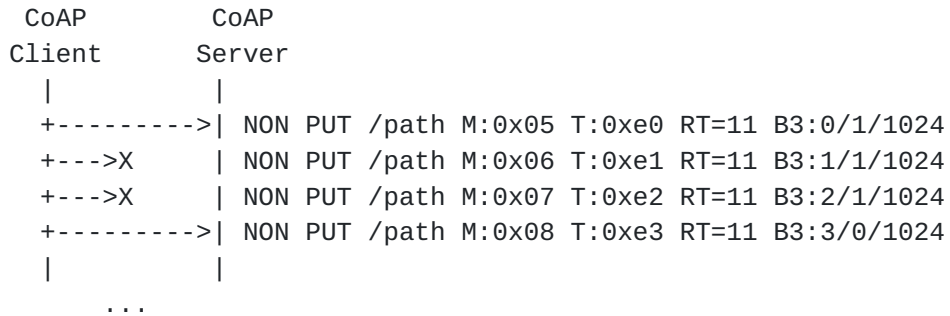 CoAP        CoAP
Client      Server
|          |
+--------->| NON PUT /path M:0x05 T:0xe0 RT=11 B3:0/1/1024
+--->X     | NON PUT /path M:0x06 T:0xe1 RT=11 B3:1/1/1024
+--->X     | NON PUT /path M:0x07 T:0xe2 RT=11 B3:2/1/1024
+--------->| NON PUT /path M:0x08 T:0xe3 RT=11 B3:3/0/1024
|          |
...